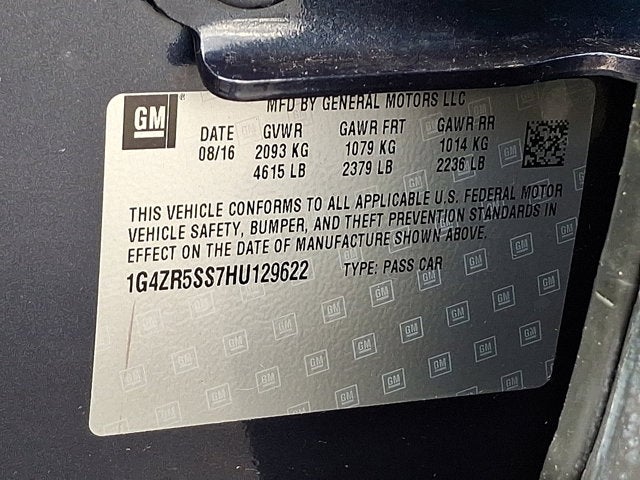 GM
®
MFD BY GENERAL MOTORS LLC
DATE GVWR GAWR FRT GAWR RR
08/16 2093 KG 1079 KG 1014 KG
4615 LB 2379 LB 2236 LB
THIS VEHICLE CONFORMS TO ALL APPLICABLE U.S. FEDERAL MOTOR
VEHICLE SAFETY, BUMPER, AND THEFT PREVENTION STANDARDS IN
EFFECT ON THE DATE OF MANUFACTURE SHOWN ABOVE.
1G4ZR5SS7HU129622 TYPE: PASS CAR